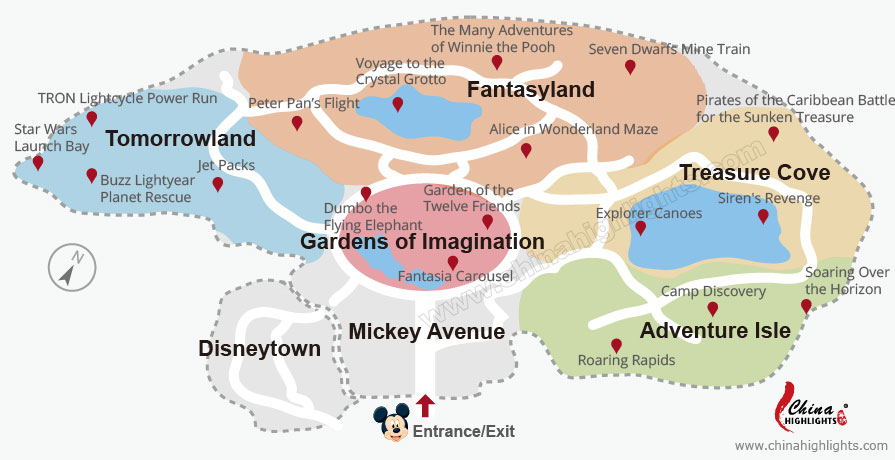 The Many Adventures
of Winnie the Pooh
Seven Dwarfs Mine Train
Voyage to the
Crystal Grotto
Fantasyland
TRON Lightcycle Power Run
Peter Pan's Flight
Pirates of the Caribbean Battle
for the Sunken Treasure
Star Wars
Launch Bay
Tomorrowland
Alice in Wonderland Maze
Jet Packs
Buzz Lightyear
Planet Rescue
Treasure Cove
Dumbo the
Flying Elephant
Garden of the
Twelve Friends
Explorer Canoes
Siren's Revenge
Gardens of Imagination
Fantasia Carousel
N
Soaring Over
the Horizon
Camp Discovery
Mickey Avenue
Adventure Isle
Disneytown
Roaring Rapids
Entrance/Exit
China
HIGHLIGHTS
®
www.chinahighlights.com
www.chinahighlights.com